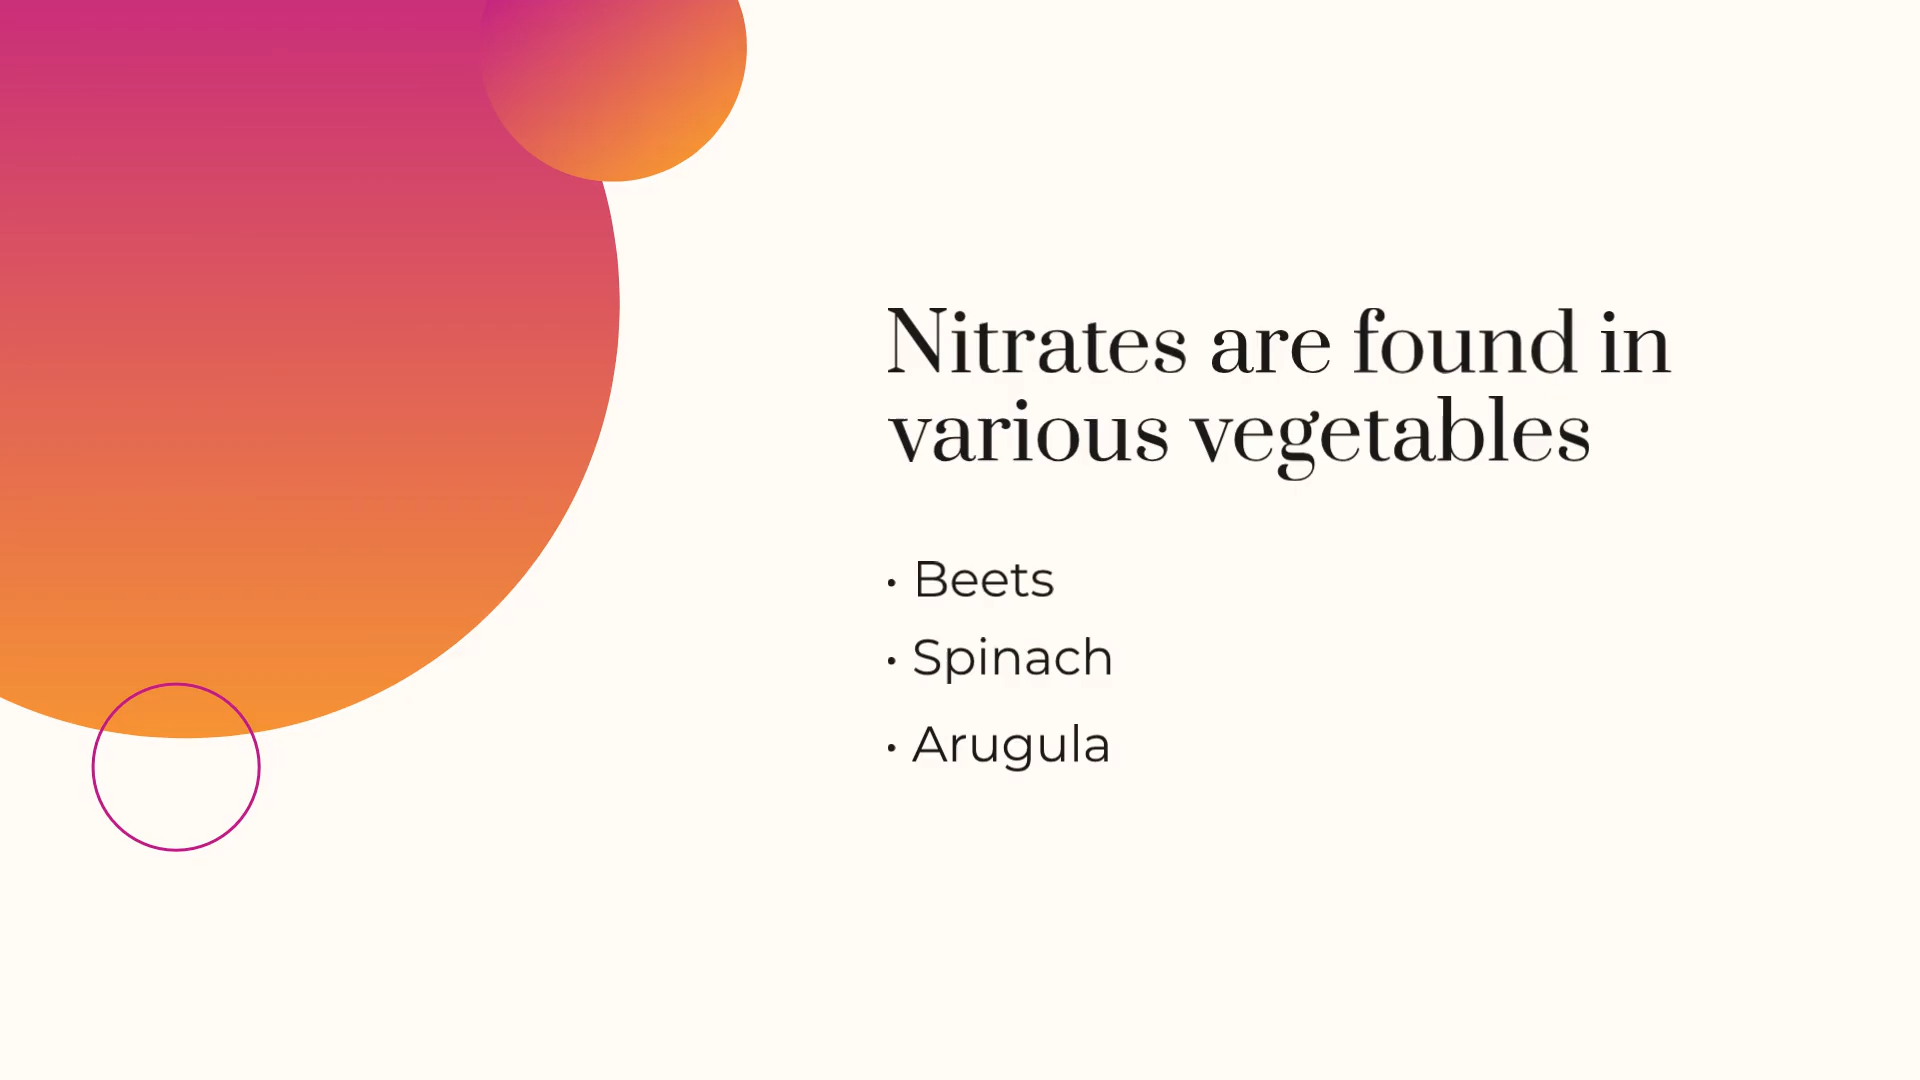 Nitrates are found in
various vegetables
• Beets
• Spinach
• Arugula